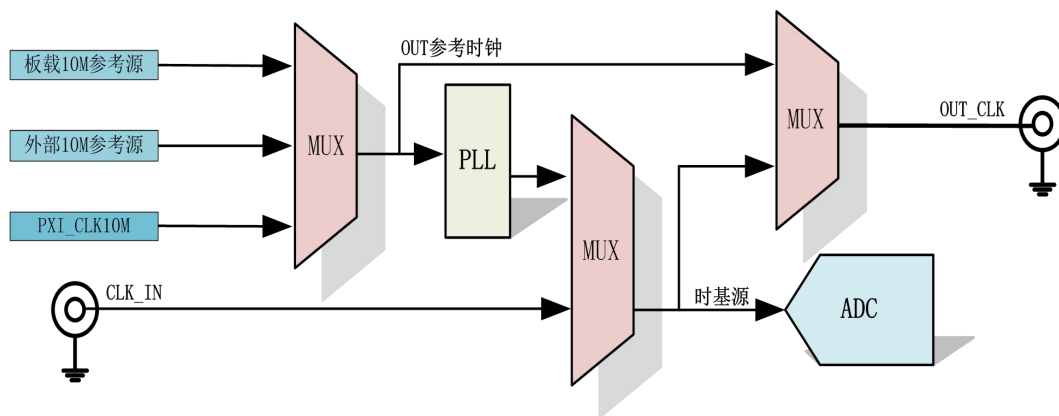 板载10M参考源
外部10M参考源
PXI_CLK10M
MUX
OUT参考时钟
PLL
MUX
MUX
OUT_CLK
CLK_IN
时基源
ADC